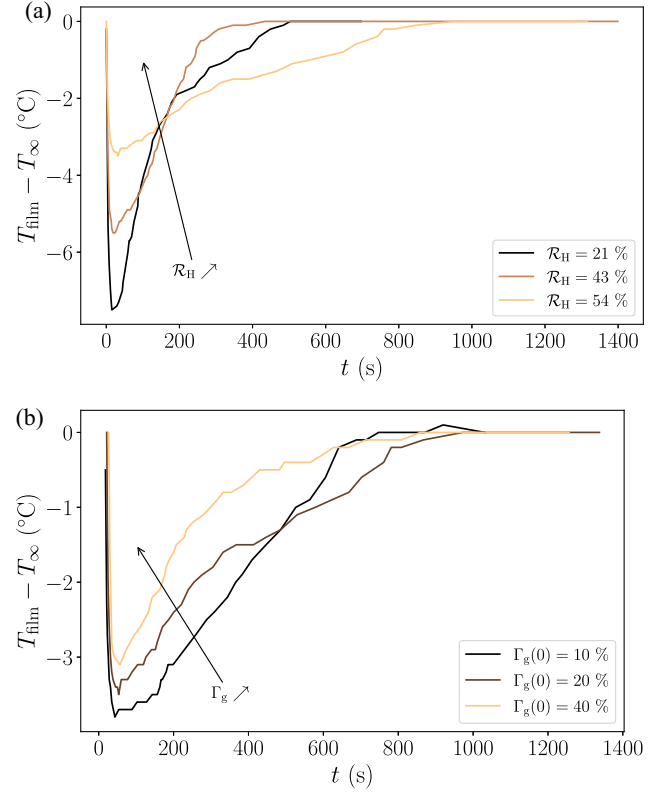 (a)
0
−2
−4
−6
T_film − T_∞ (°C)
ℛ_H ↗
ℛ_H = 21 %
ℛ_H = 43 %
ℛ_H = 54 %
0 200 400 600 800 1000 1200 1400
t (s)
(b)
0
−1
−2
−3
T_film − T_∞ (°C)
Γ_g ↗
Γ_g(0) = 10 %
Γ_g(0) = 20 %
Γ_g(0) = 40 %
0 200 400 600 800 1000 1200 1400
t (s)